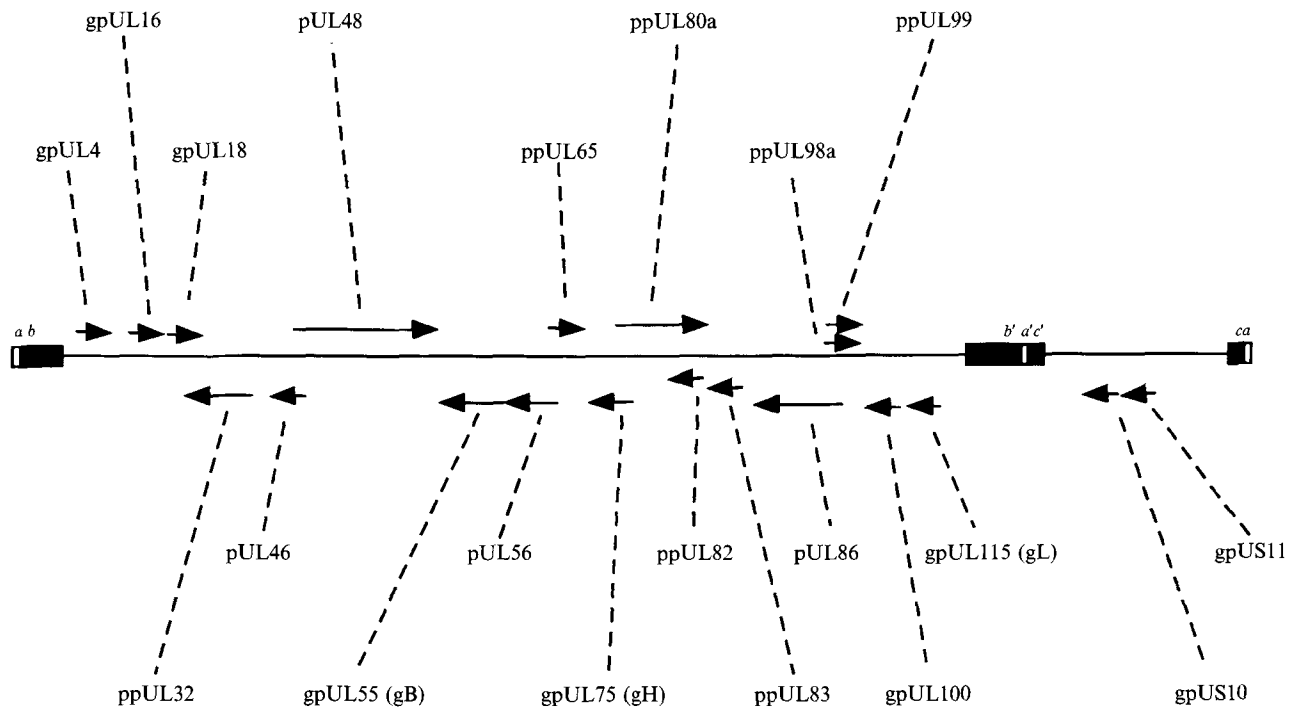 gpUL16 pUL48 ppUL80a ppUL99
gpUL4 gpUL18 ppUL65 ppUL98a
a b b' a' c' ca
pUL46 pUL56 ppUL82 pUL86 gpUL115 (gL) gpUS11
ppUL32 gpUL55 (gB) gpUL75 (gH) ppUL83 gpUL100 gpUS10